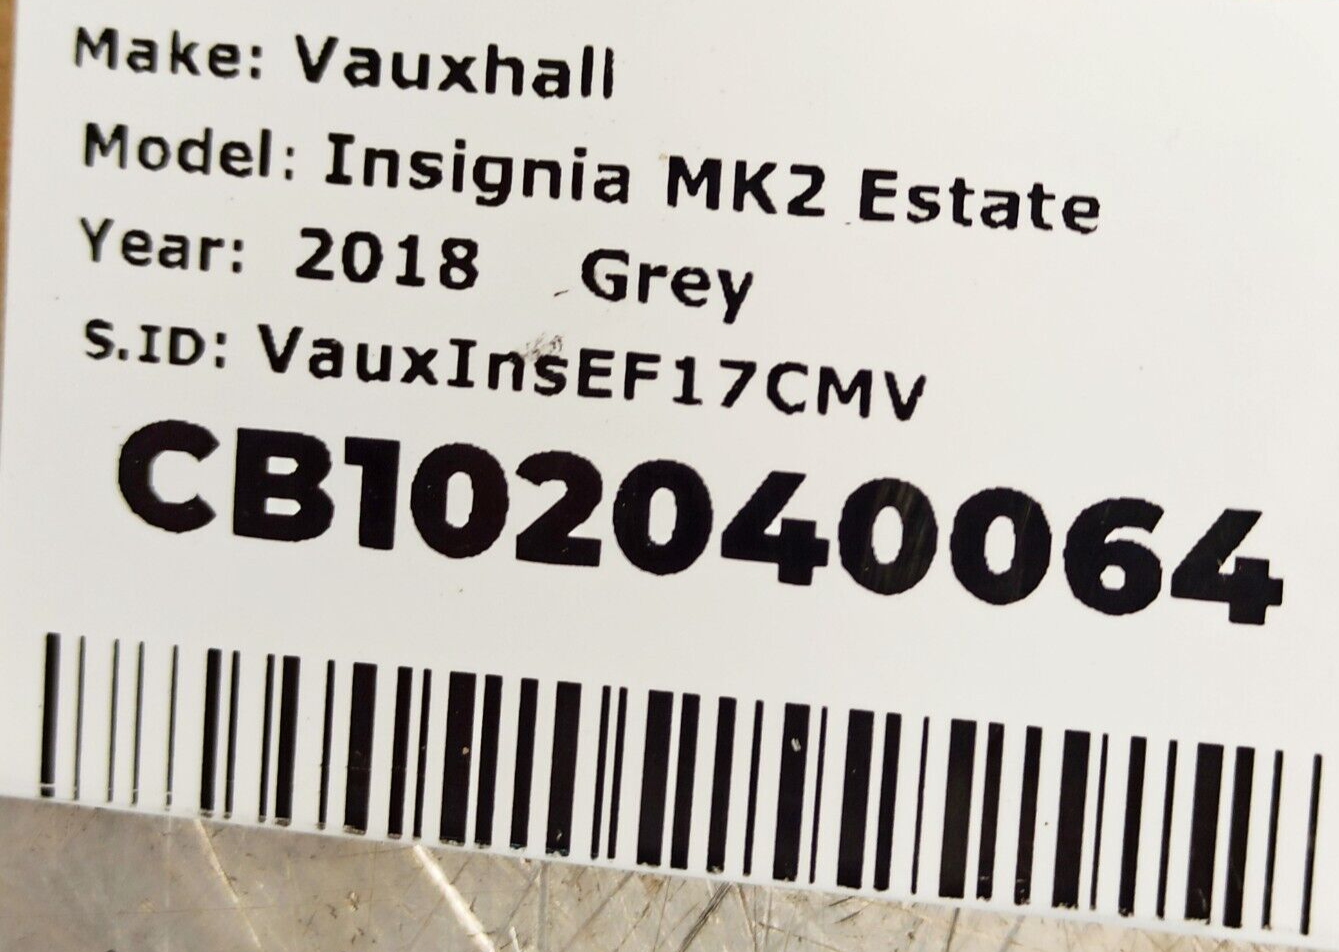 Make: Vauxhall
Model: Insignia MK2 Estate
Year: 2018 Grey
S.ID: VauxInsEF17CMV
CB102040064